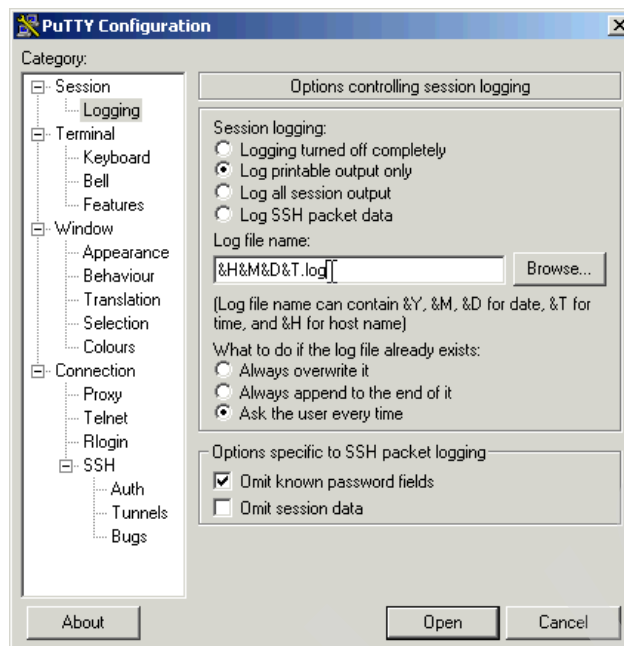 PuTTY Configuration
Category:
Session
Logging
Terminal
Keyboard
Bell
Features
Window
Appearance
Behaviour
Translation
Selection
Colours
Connection
Proxy
Telnet
Rlogin
SSH
Auth
Tunnels
Bugs
Options controlling session logging
Session logging:
Logging turned off completely
Log printable output only
Log all session output
Log SSH packet data
Log file name:
&H&M&D&T.log
Browse...
(Log file name can contain &Y, &M, &D for date, &T for
time, and &H for host name)
What to do if the log file already exists:
Always overwrite it
Always append to the end of it
Ask the user every time
Options specific to SSH packet logging
Omit known password fields
Omit session data
About
Open
Cancel